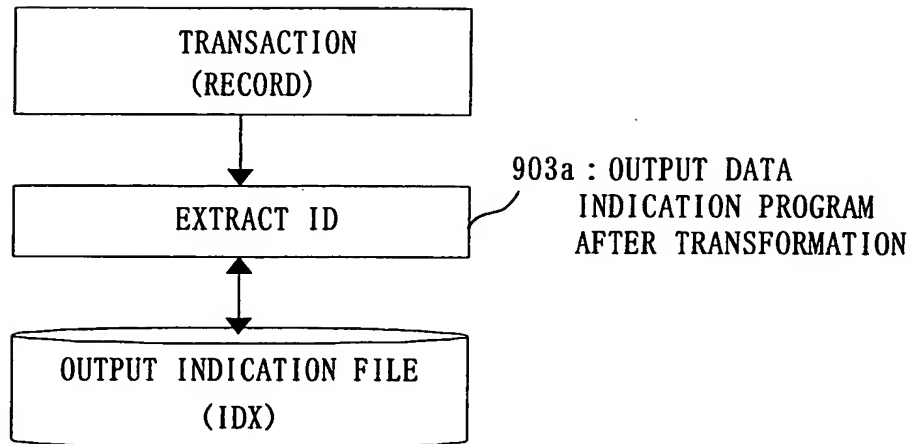 TRANSACTION
(RECORD)
EXTRACT ID
903a : OUTPUT DATA
INDICATION PROGRAM
AFTER TRANSFORMATION
OUTPUT INDICATION FILE
(IDX)